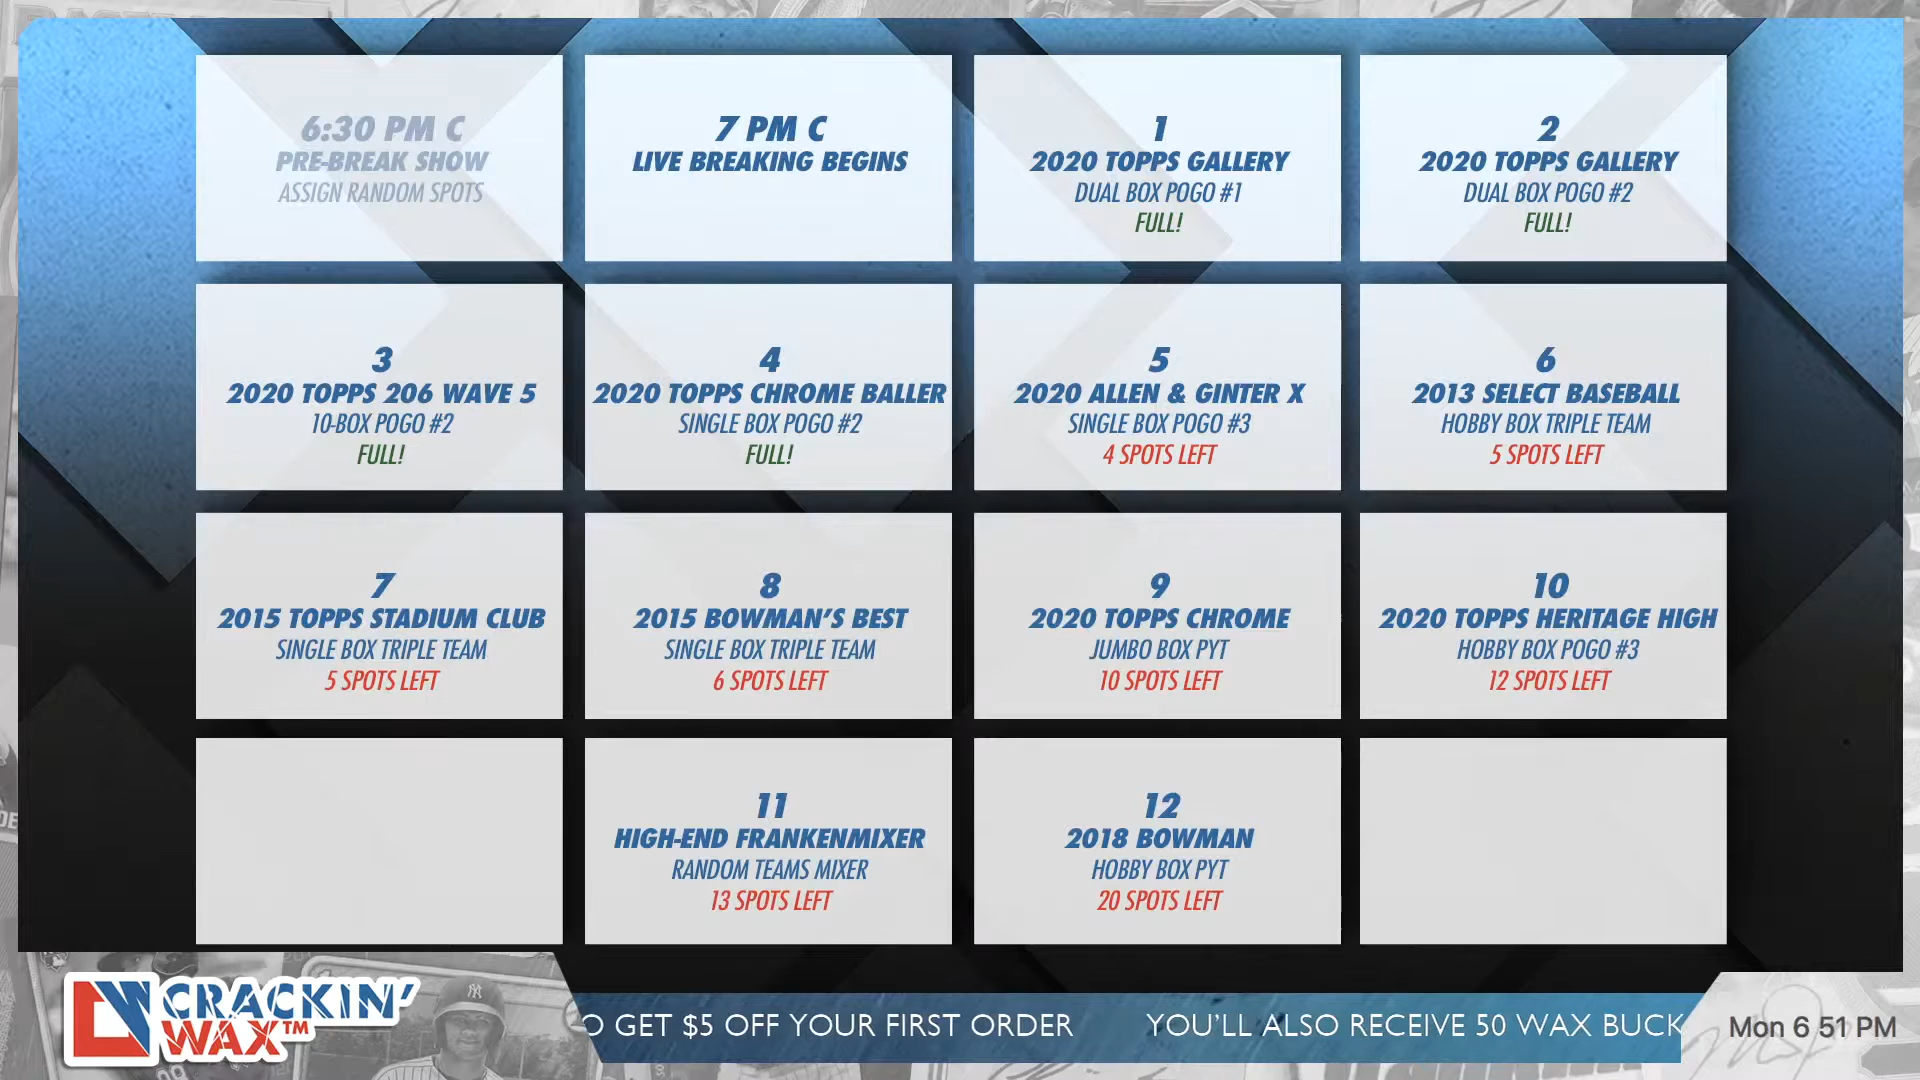 6:30 PM C
PRE-BREAK SHOW
ASSIGN RANDOM SPOTS
7 PM C
LIVE BREAKING BEGINS
1
2020 TOPPS GALLERY
DUAL BOX POGO #1
FULL!
2
2020 TOPPS GALLERY
DUAL BOX POGO #2
FULL!
3
2020 TOPPS 206 WAVE 5
10-BOX POGO #2
FULL!
4
2020 TOPPS CHROME BALLER
SINGLE BOX POGO #2
FULL!
5
2020 ALLEN & GINTER X
SINGLE BOX POGO #3
4 SPOTS LEFT
6
2013 SELECT BASEBALL
HOBBY BOX TRIPLE TEAM
5 SPOTS LEFT
7
2015 TOPPS STADIUM CLUB
SINGLE BOX TRIPLE TEAM
5 SPOTS LEFT
8
2015 BOWMAN'S BEST
SINGLE BOX TRIPLE TEAM
6 SPOTS LEFT
9
2020 TOPPS CHROME
JUMBO BOX PYT
10 SPOTS LEFT
10
2020 TOPPS HERITAGE HIGH
HOBBY BOX POGO #3
12 SPOTS LEFT
11
HIGH-END FRANKENMIXER
RANDOM TEAMS MIXER
13 SPOTS LEFT
12
2018 BOWMAN
HOBBY BOX PYT
20 SPOTS LEFT
CRACKIN'
WAX™
O GET $5 OFF YOUR FIRST ORDER YOU'LL ALSO RECEIVE 50 WAX BUCK
Mon 6 51 PM